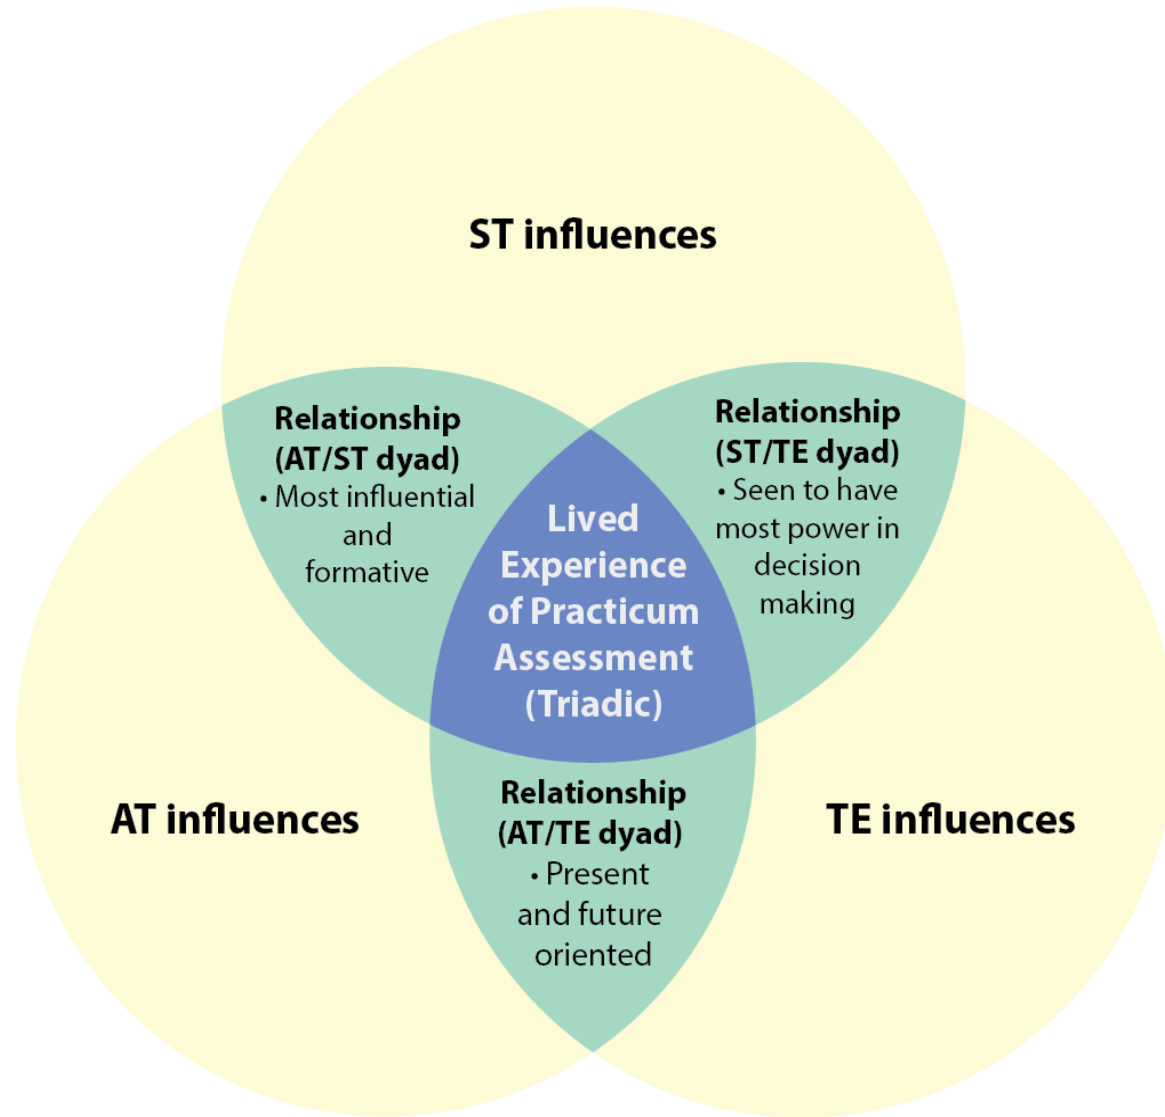 ST influences
Relationship
(AT/ST dyad)
• Most influential
and
formative
Relationship
(ST/TE dyad)
• Seen to have
most power in
decision
making
Lived
Experience
of Practicum
Assessment
(Triadic)
AT influences
Relationship
(AT/TE dyad)
• Present
and future
oriented
TE influences